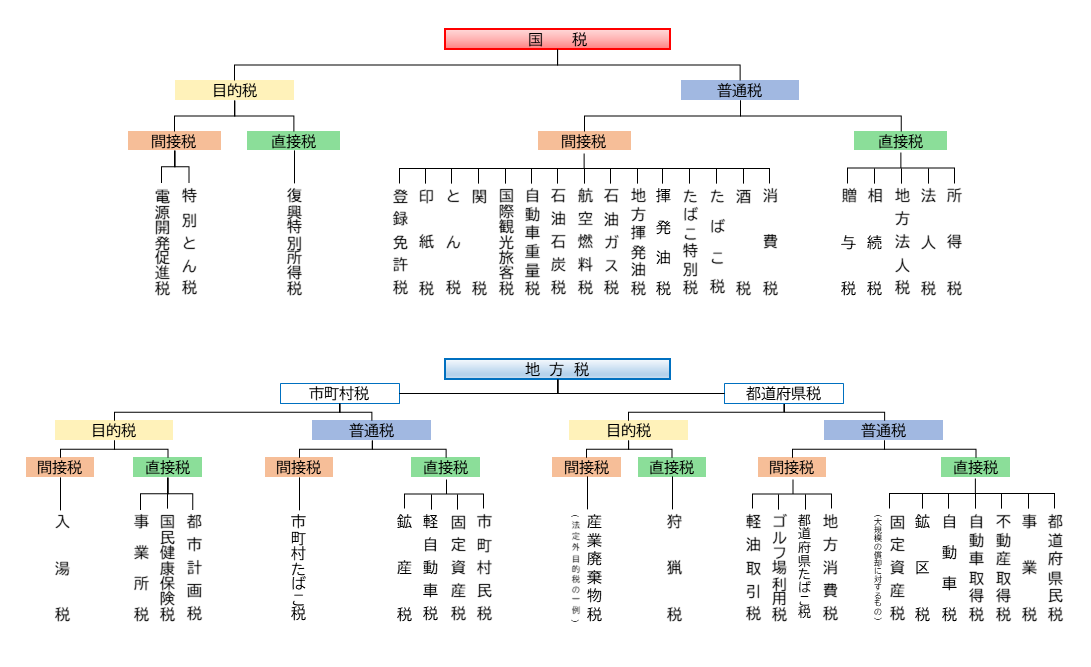 国　税
目的税
普通税
間接税
直接税
間接税
直接税
電源開発促進税
特別とん税
復興特別所得税
登録免許税
印紙税
とん税
関税
国際観光旅客税
自動車重量税
石油石炭税
航空燃料税
石油ガス税
地方揮発油税
揮発油税
たばこ特別税
たばこ税
酒税
消費税
贈与税
相続税
地方法人税
法人税
所得税
地 方 税
市町村税
都道府県税
目的税
普通税
目的税
普通税
間接税
直接税
間接税
直接税
間接税
直接税
間接税
直接税
入湯税
事業所税
国民健康保険税
都市計画税
市町村たばこ税
鉱産税
軽自動車税
固定資産税
市町村民税
(法定外目的税の一例)
産業廃棄物税
狩猟税
軽油取引税
ゴルフ場利用税
都道府県たばこ税
地方消費税
(大規模の償却に対するもの)
固定資産税
鉱区税
自動車税
自動車取得税
不動産取得税
事業税
都道府県民税